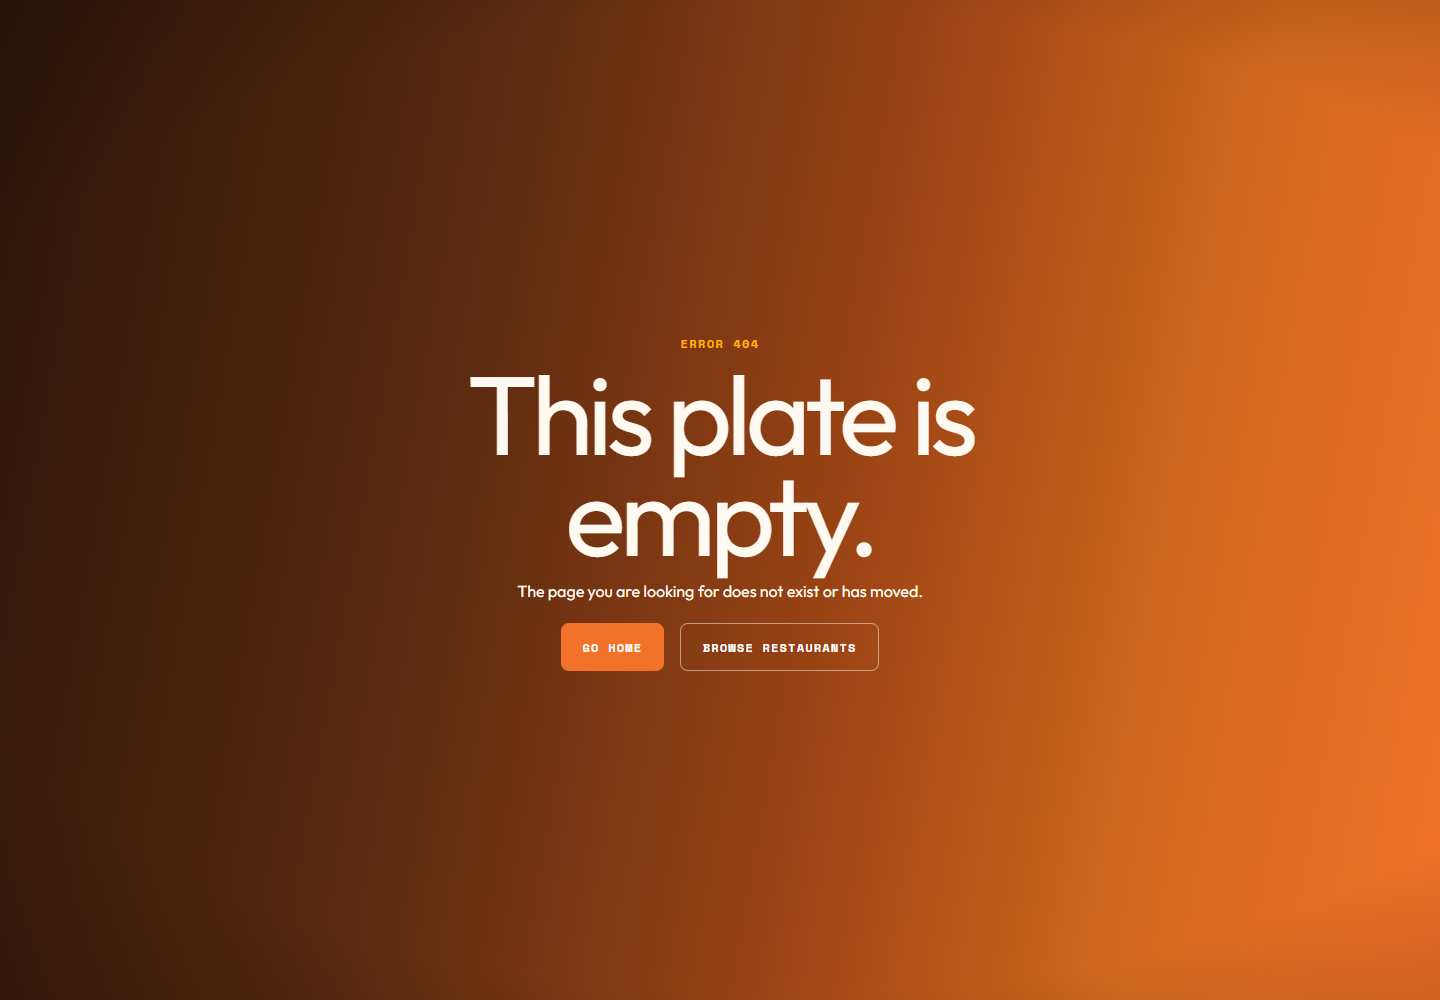 ERROR 404
This plate is
empty.
The page you are looking for does not exist or has moved.
GO HOME
BROWSE RESTAURANTS